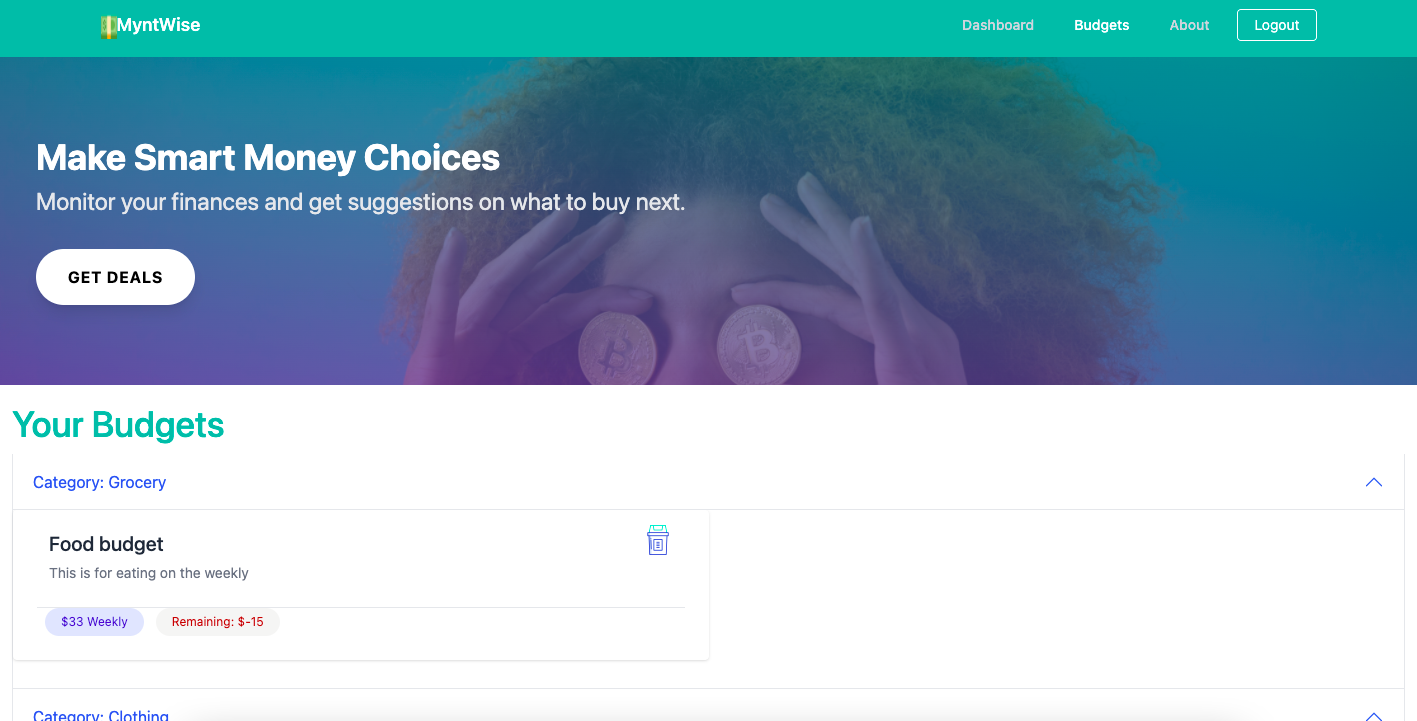 MyntWise
Dashboard
Budgets
About
Logout
Make Smart Money Choices
Monitor your finances and get suggestions on what to buy next.
GET DEALS
Your Budgets
Category: Grocery
Food budget
This is for eating on the weekly
$33 Weekly
Remaining: $-15
Category: Clothing